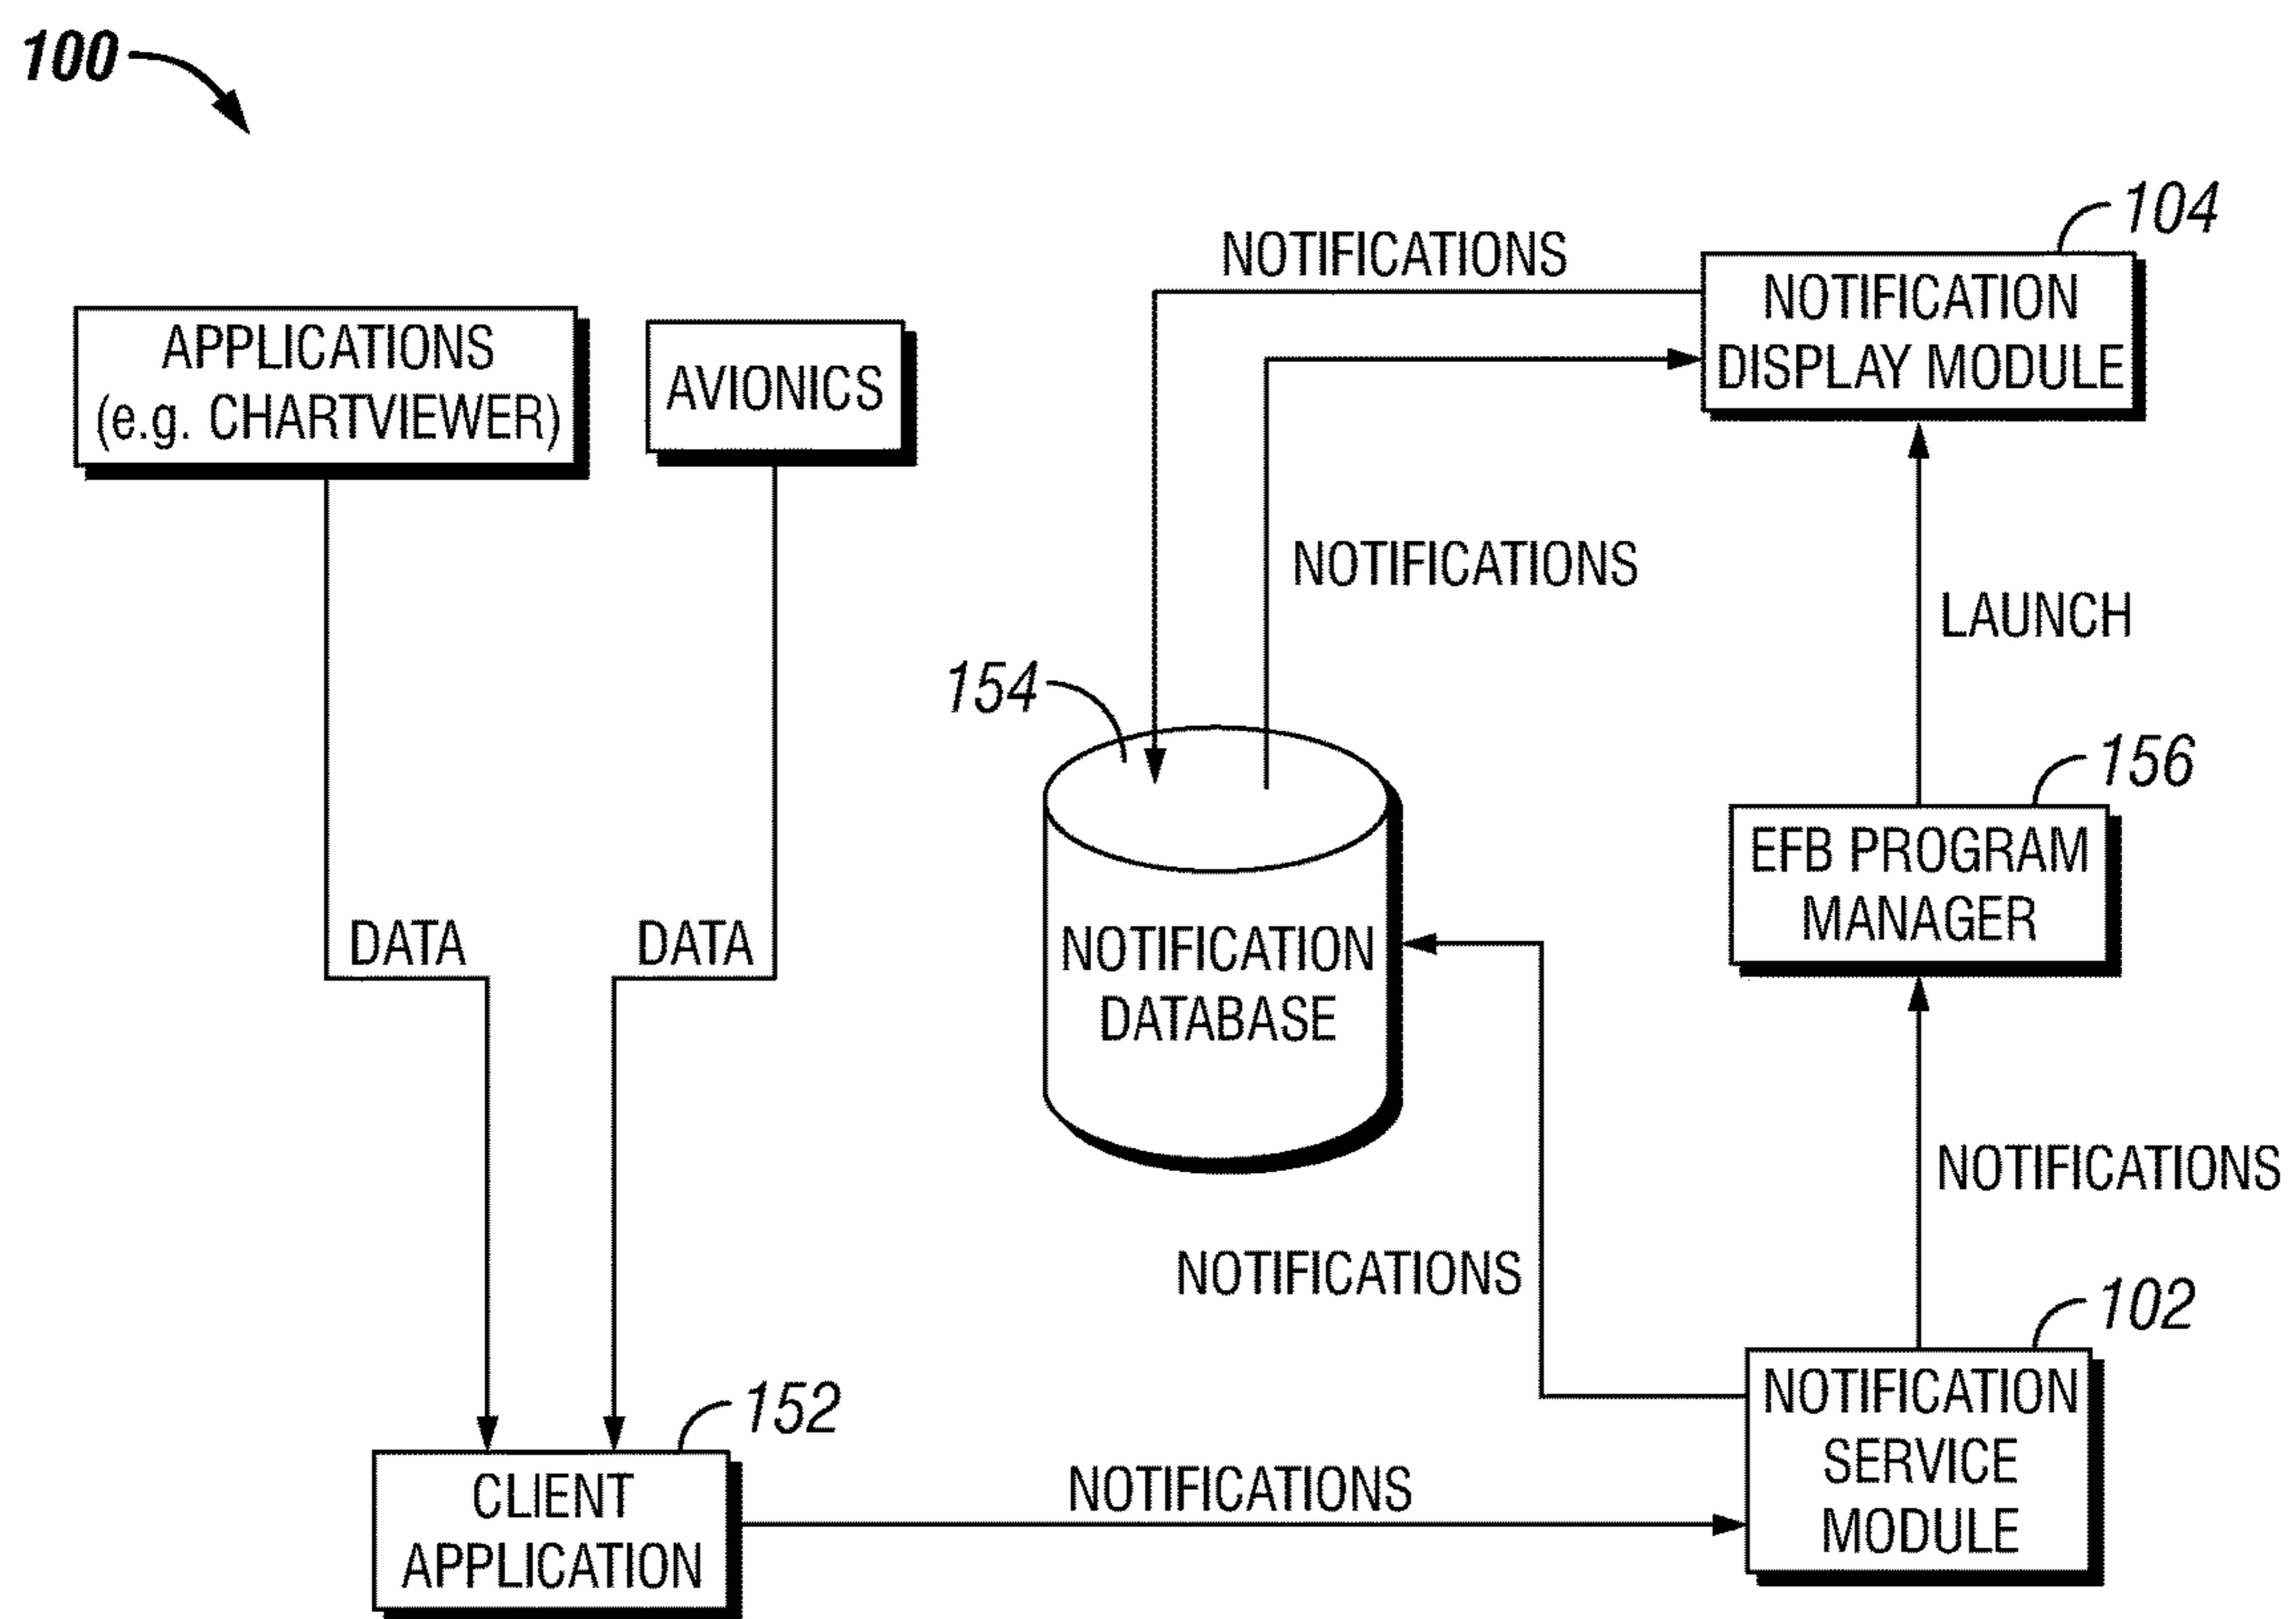 100
104
NOTIFICATIONS
NOTIFICATION
DISPLAY MODULE
APPLICATIONS
(e.g. CHARTVIEWER)
AVIONICS
NOTIFICATIONS
LAUNCH
154
156
EFB PROGRAM
MANAGER
DATA
DATA
NOTIFICATION
DATABASE
NOTIFICATIONS
NOTIFICATIONS
102
NOTIFICATION
SERVICE
MODULE
152
CLIENT
APPLICATION
NOTIFICATIONS